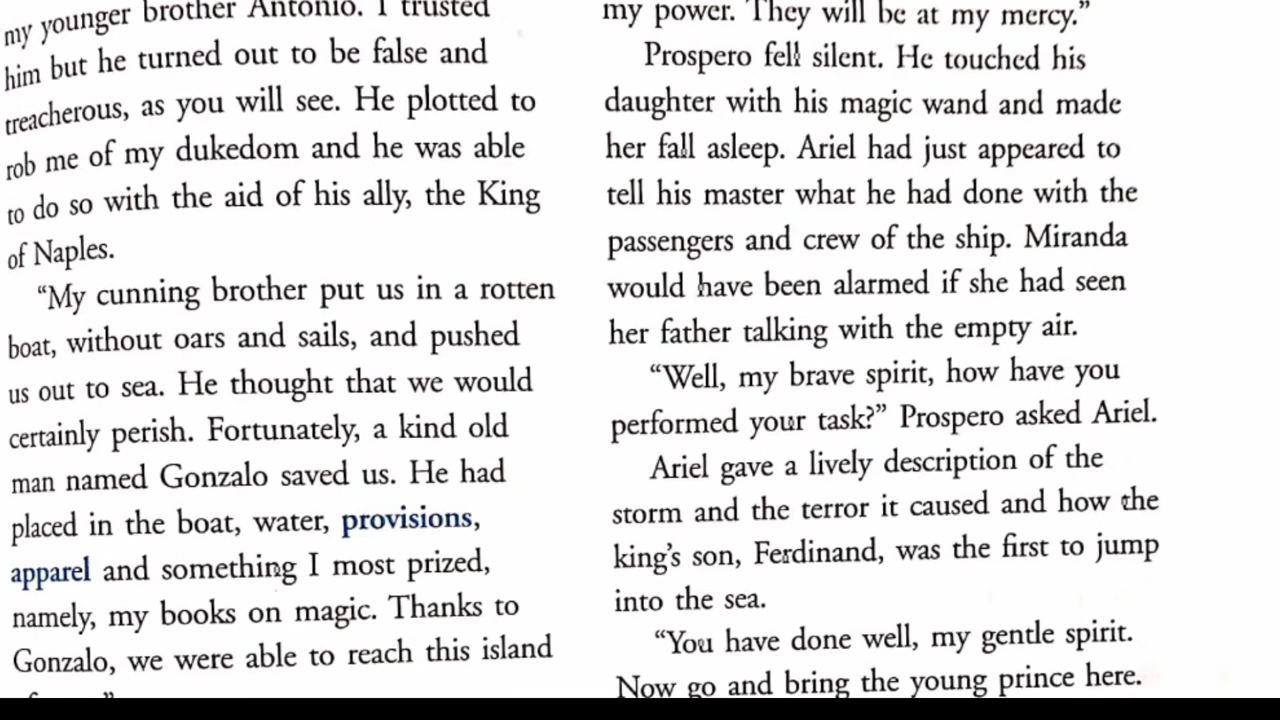 my younger brother Antonio. I trusted
him but he turned out to be false and
treacherous, as you will see. He plotted to
rob me of my dukedom and he was able
to do so with the aid of his ally, the King
of Naples.
“My cunning brother put us in a rotten
boat, without oars and sails, and pushed
us out to sea. He thought that we would
certainly perish. Fortunately, a kind old
man named Gonzalo saved us. He had
placed in the boat, water, provisions,
apparel and something I most prized,
namely, my books on magic. Thanks to
Gonzalo, we were able to reach this island
my power. They will be at my mercy.”
Prospero fell silent. He touched his
daughter with his magic wand and made
her fall asleep. Ariel had just appeared to
tell his master what he had done with the
passengers and crew of the ship. Miranda
would have been alarmed if she had seen
her father talking with the empty air.
“Well, my brave spirit, how have you
performed your task?” Prospero asked Ariel.
Ariel gave a lively description of the
storm and the terror it caused and how the
king’s son, Ferdinand, was the first to jump
into the sea.
“You have done well, my gentle spirit.
Now go and bring the young prince here.